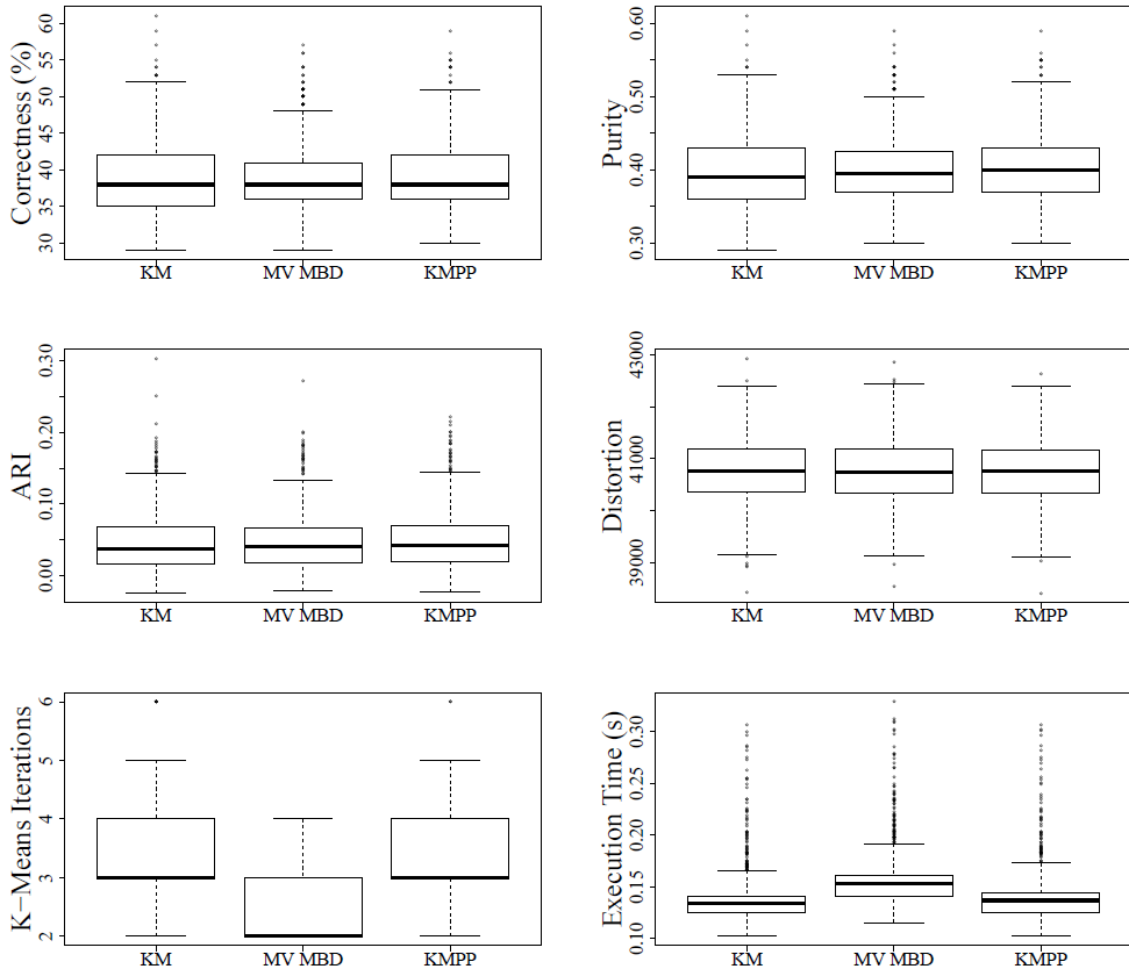 Correctness (%)
60
55
50
45
40
35
30
KM MV MBD KMPP
Purity
0.60
0.50
0.40
0.30
KM MV MBD KMPP
ARI
0.30
0.20
0.10
0.00
KM MV MBD KMPP
Distortion
43000
41000
39000
KM MV MBD KMPP
K−Means Iterations
6
5
4
3
2
KM MV MBD KMPP
Execution Time (s)
0.30
0.25
0.20
0.15
0.10
KM MV MBD KMPP